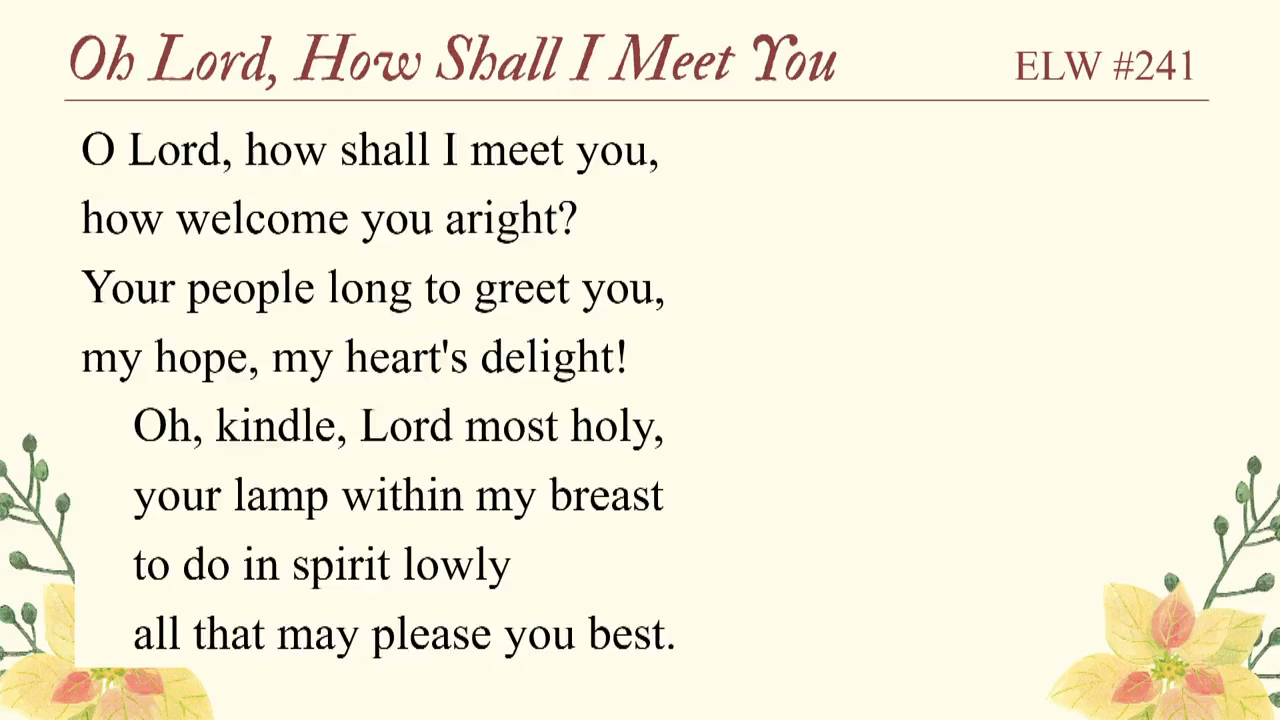 Oh Lord, How Shall I Meet You
ELW #241
O Lord, how shall I meet you,
how welcome you aright?
Your people long to greet you,
my hope, my heart's delight!
Oh, kindle, Lord most holy,
your lamp within my breast
to do in spirit lowly
all that may please you best.